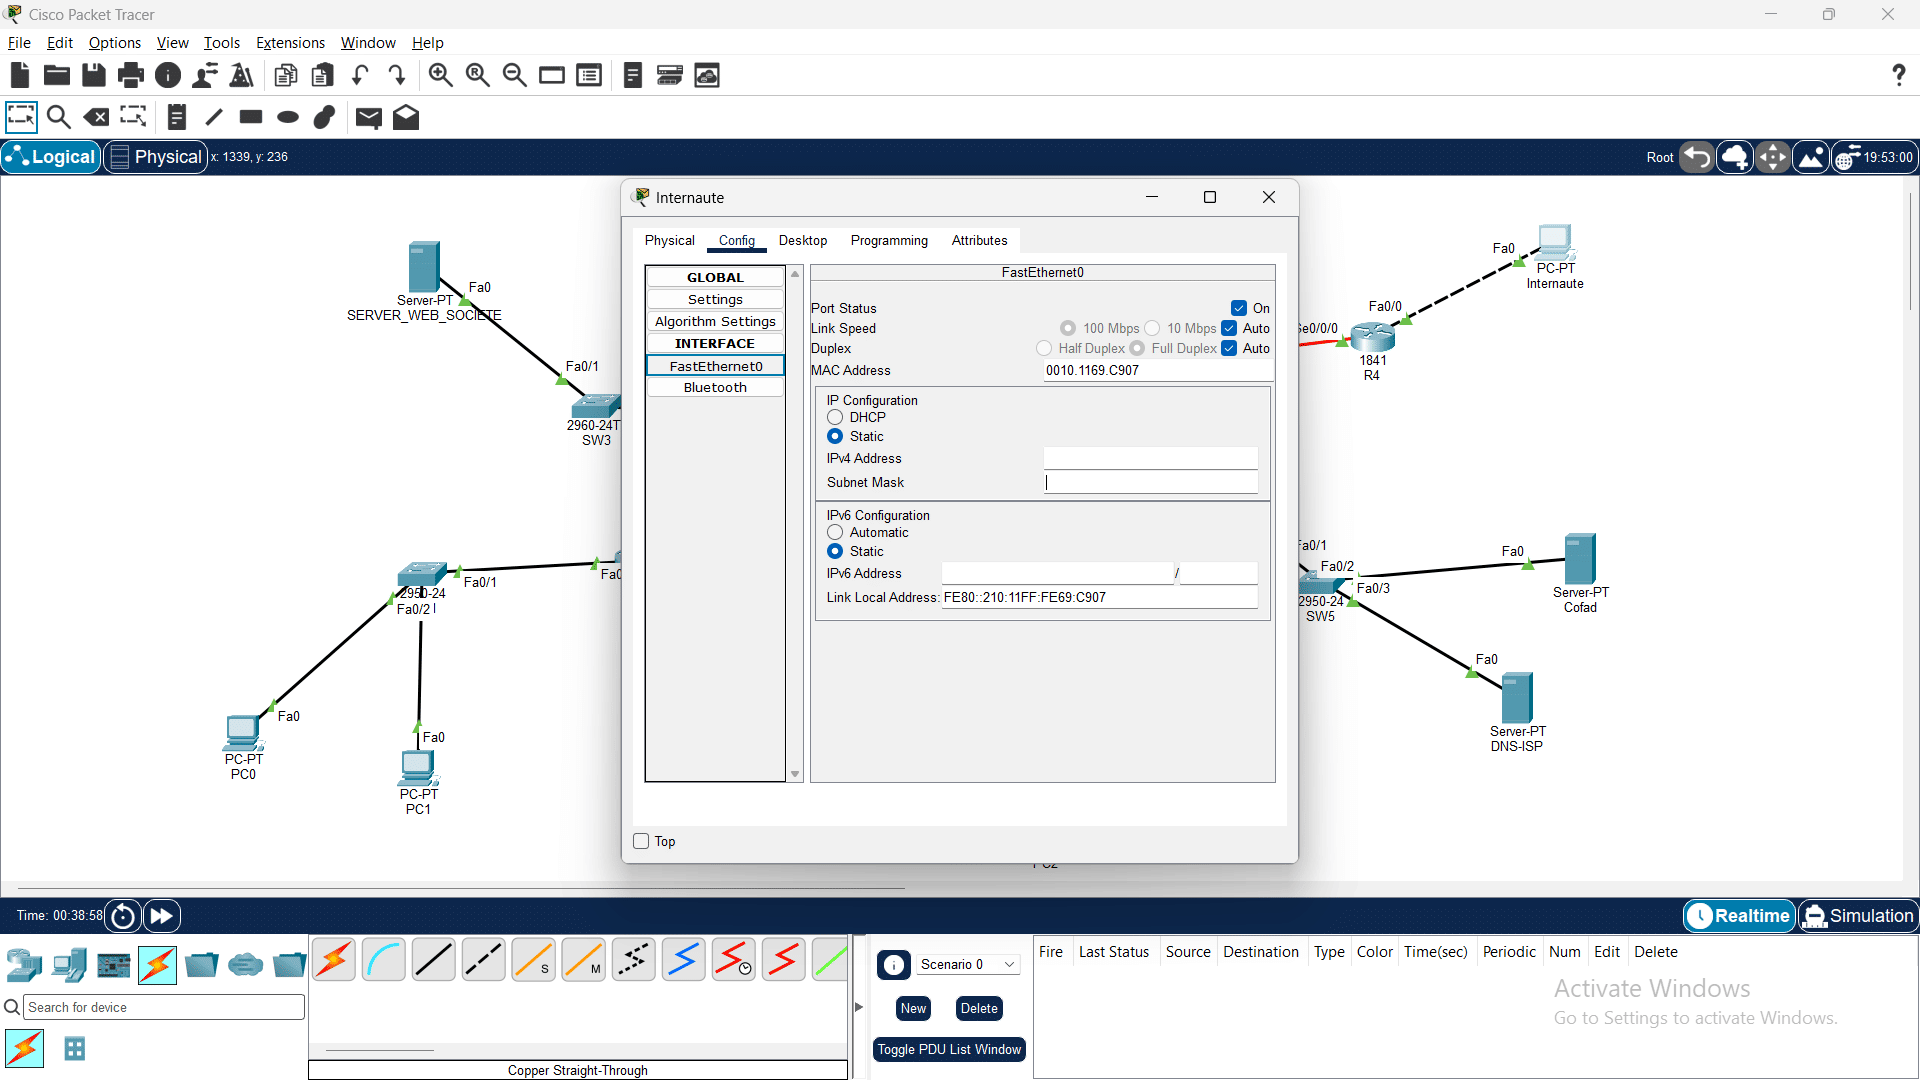 Cisco Packet Tracer
File Edit Options View Tools Extensions Window Help
Logical Physical x: 1339, y: 236 Root 19:53:00
Internaute
Physical Config Desktop Programming Attributes
GLOBAL
Settings
Algorithm Settings
INTERFACE
FastEthernet0
Bluetooth
FastEthernet0
Port Status On
Link Speed 100 Mbps 10 Mbps Auto
Duplex Half Duplex Full Duplex Auto
MAC Address 0010.1169.C907
IP Configuration
DHCP
Static
IPv4 Address
Subnet Mask
IPv6 Configuration
Automatic
Static
IPv6 Address /
Link Local Address: FE80::210:11FF:FE69:C907
Top
Fa0
Server-PT
SERVER_WEB_SOCIETE
Fa0/1
2960-24T
SW3
Fa0/1
2950-24
Fa0/2
Fa0
PC-PT
PC0
Fa0
PC-PT
PC1
Fa0
PC-PT
Internaute
Fa0/0
Se0/0/0
1841
R4
Fa0/1
Fa0/2
Fa0/3
2950-24
SW5
Fa0
Server-PT
Cofad
Fa0
Server-PT
DNS-ISP
Time: 00:38:58 Realtime Simulation
Search for device
S
M
Copper Straight-Through
Scenario 0
New Delete
Toggle PDU List Window
Fire Last Status Source Destination Type Color Time(sec) Periodic Num Edit Delete
Activate Windows
Go to Settings to activate Windows.